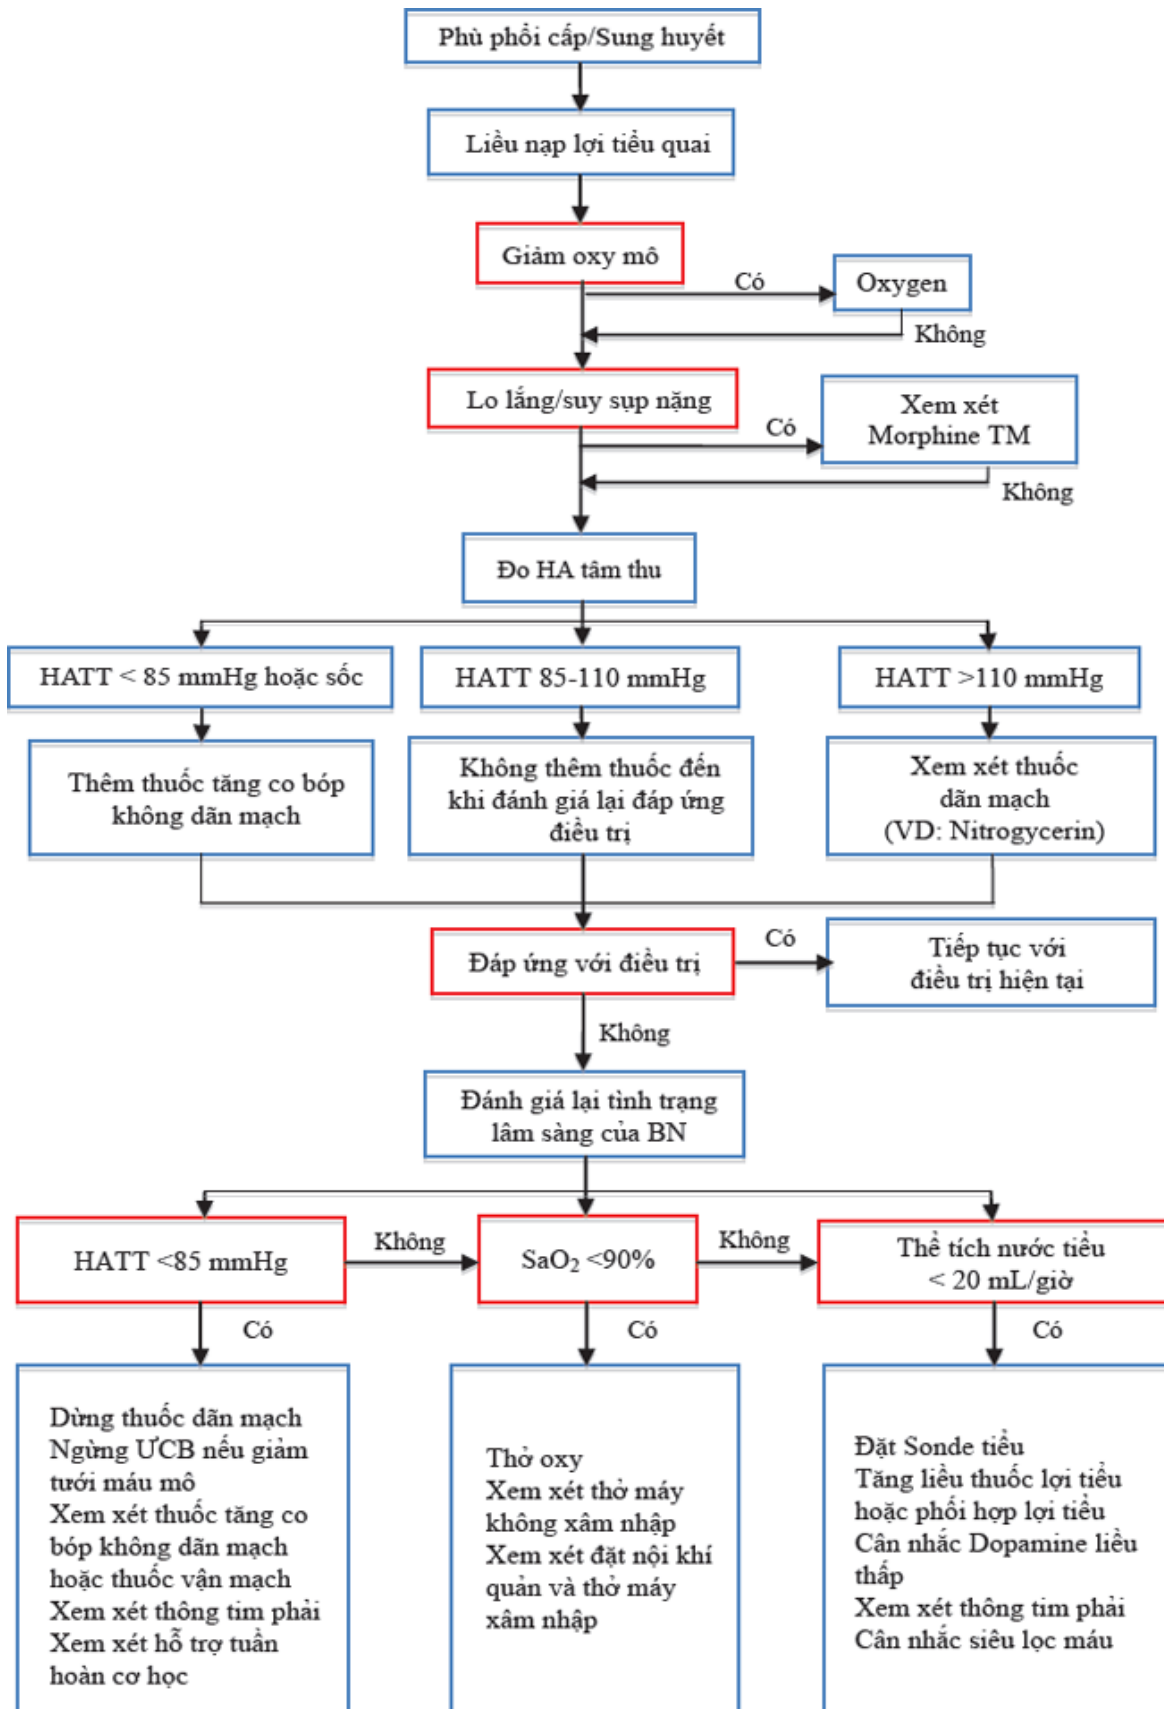 Phù phổi cấp/Sung huyết
Liều nạp lợi tiểu quai
Giảm oxy mô
Có
Oxygen
Không
Lo lắng/suy sụp nặng
Có
Xem xét
Morphine TM
Không
Đo HA tâm thu
HATT < 85 mmHg hoặc sốc
HATT 85-110 mmHg
HATT >110 mmHg
Thêm thuốc tăng co bóp
không dãn mạch
Không thêm thuốc đến
khi đánh giá lại đáp ứng
điều trị
Xem xét thuốc
dãn mạch
(VD: Nitrogycerin)
Đáp ứng với điều trị
Có
Tiếp tục với
điều trị hiện tại
Không
Đánh giá lại tình trạng
lâm sàng của BN
HATT <85 mmHg
Không
SaO₂ <90%
Không
Thể tích nước tiểu
< 20 mL/giờ
Có
Có
Có
Dừng thuốc dãn mạch
Ngừng ƯCB nếu giảm
tưới máu mô
Xem xét thuốc tăng co
bóp không dãn mạch
hoặc thuốc vận mạch
Xem xét thông tim phải
Xem xét hỗ trợ tuần
hoàn cơ học
Thở oxy
Xem xét thở máy
không xâm nhập
Xem xét đặt nội khí
quản và thở máy
xâm nhập
Đặt Sonde tiểu
Tăng liều thuốc lợi tiểu
hoặc phối hợp lợi tiểu
Cân nhắc Dopamine liều
thấp
Xem xét thông tim phải
Cân nhắc siêu lọc máu